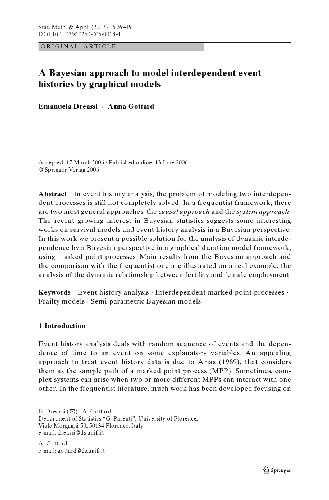 Stat. Meth. & Appl.
ORIGINAL ARTICLE
A Bayesian approach to model interdependent event
histories by graphical models
Emanuela Dreassi · Anna Gottard
Accepted: 17 March 2006 / Published online: June 2006
© Springer-Verlag 2006
Abstract In event history analysis, the problem of modeling two interdepen-
dent processes is still not completely solved. In a frequentist framework, there
are two most general approaches: the causal approach and the system approach.
The recent growing interest in Bayesian statistics suggests some interesting
works on survival models and event history analysis in a Bayesian perspective.
In this work we present a possible solution for the analysis of dynamic interde-
pendence by a Bayesian perspective in a graphical duration model framework,
using marked point processes. Main results from the Bayesian approach and
the comparison with the frequentist one are illustrated on a real example: the
analysis of the dynamic relationship between fertility and female employment.
Keywords Event history analysis · Interdependent marked point processes ·
Frailty models · Semi-parametric Bayesian models
1 Introduction
Event history analysis deals with random sequence of events and the depen-
dence of time to an event on some explanatory variables. An appealing
approach to treat event history data is due to Arjas (1989), that considers
them as the sample path of a marked point process (MPP). Sometimes, com-
plex systems can arise when two or more different MPPs can interact with one
other. In the frequentist literature, much work has been developed focusing on
E. Dreassi (✉) · A. Gottard
Department of Statistics "G. Parenti", University of Florence,
Viale Morgagni 59, 50134 Florence, Italy
e-mail: dreassi@ds.unifi.it
A. Gottard
e-mail: gottard@ds.unifi.it
Springer